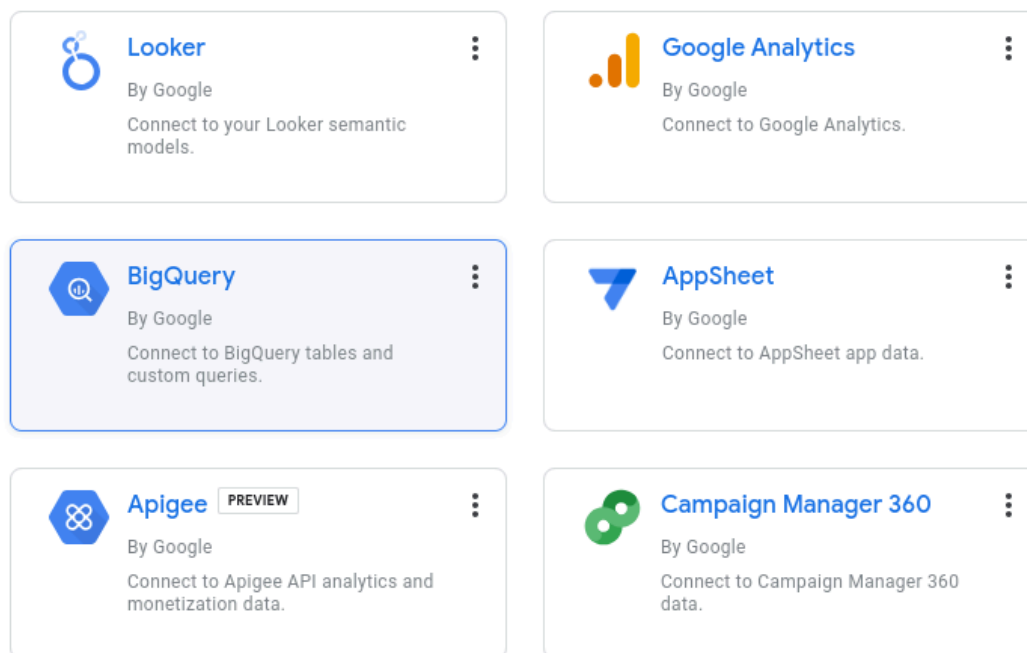 Looker
By Google
Connect to your Looker semantic
models.
Google Analytics
By Google
Connect to Google Analytics.
BigQuery
By Google
Connect to BigQuery tables and
custom queries.
AppSheet
By Google
Connect to AppSheet app data.
Apigee PREVIEW
By Google
Connect to Apigee API analytics and
monetization data.
Campaign Manager 360
By Google
Connect to Campaign Manager 360
data.